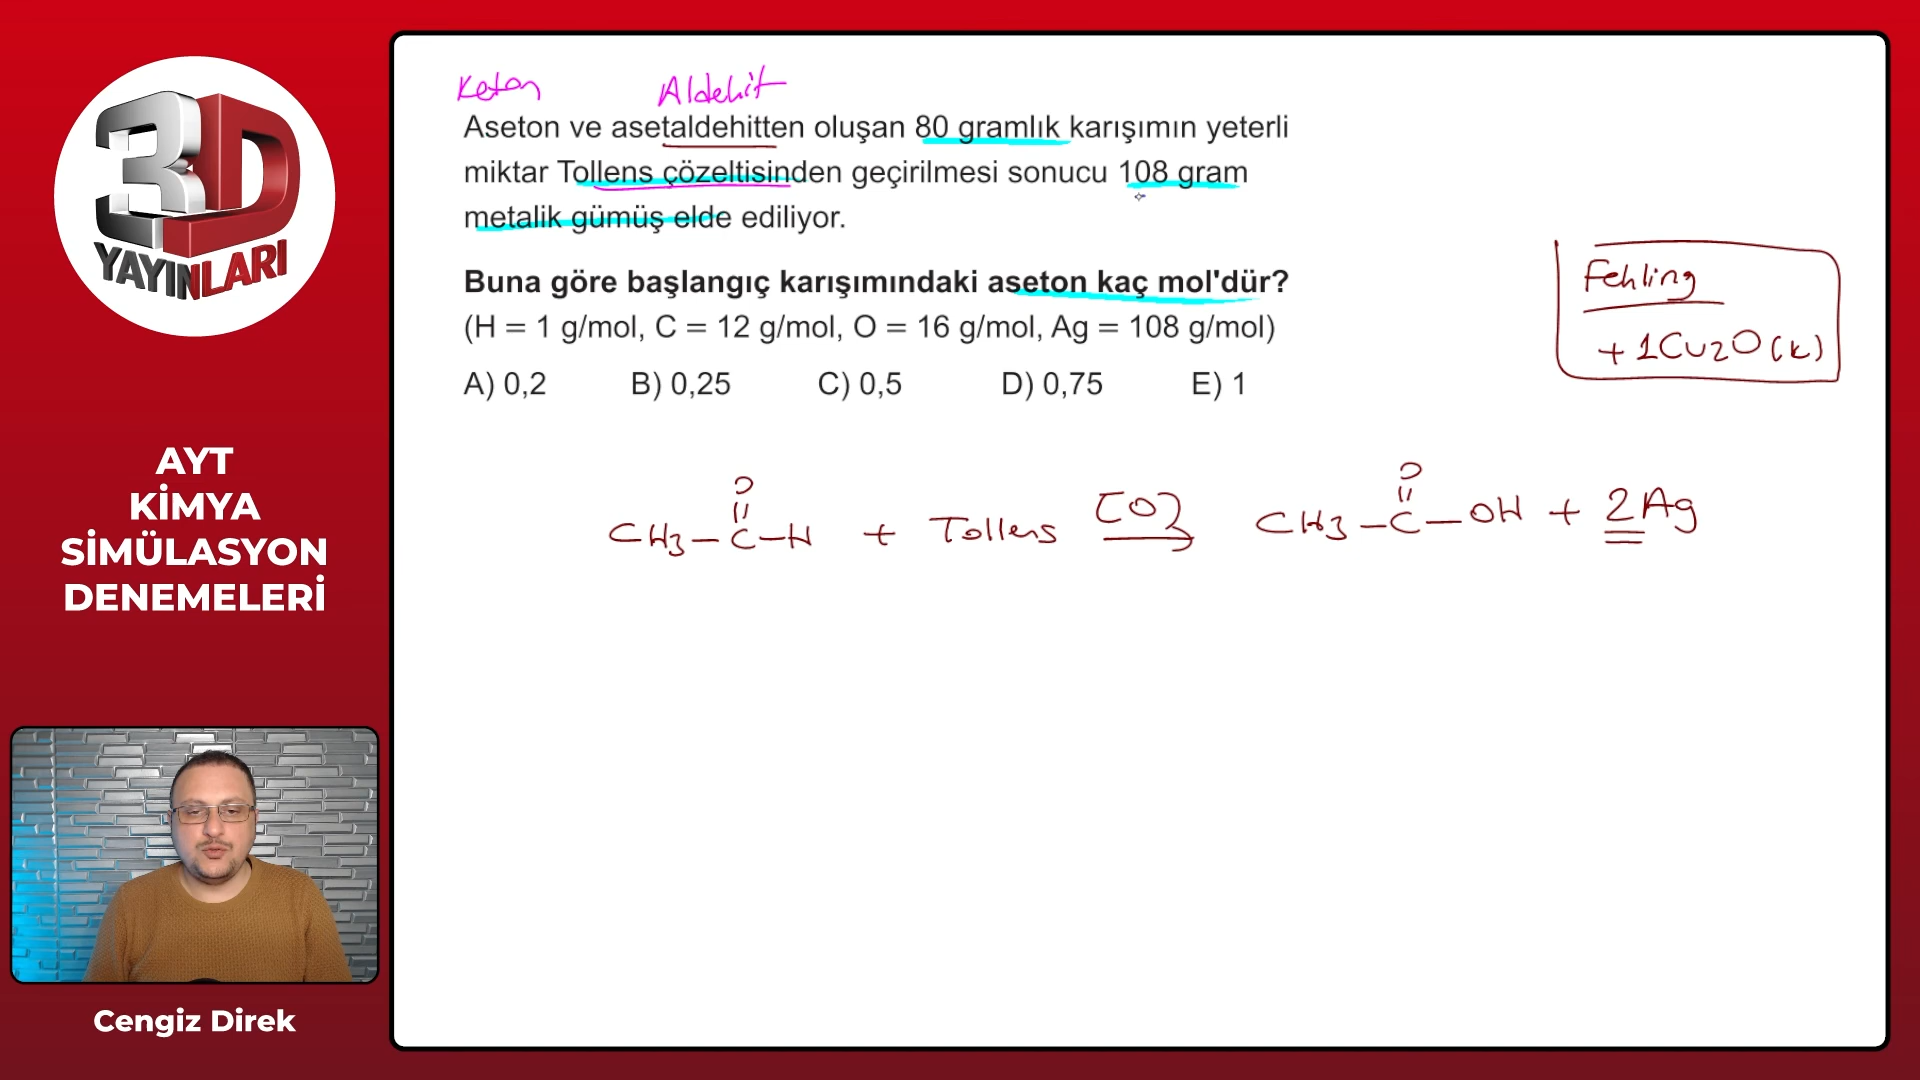 3D
YAYINLARI
AYT
KİMYA
SİMÜLASYON
DENEMELERİ
Cengiz Direk
Keton Aldehit
Aseton ve asetaldehitten oluşan 80 gramlık karışımın yeterli
miktar Tollens çözeltisinden geçirilmesi sonucu 108 gram
metalik gümüş elde ediliyor.
Buna göre başlangıç karışımındaki aseton kaç mol'dür?
(H = 1 g/mol, C = 12 g/mol, O = 16 g/mol, Ag = 108 g/mol)
A) 0,2 B) 0,25 C) 0,5 D) 0,75 E) 1
Fehling
+ 1Cu2O(k)
O O
CH3-C-H + Tollens [O] CH3-C-OH + 2Ag